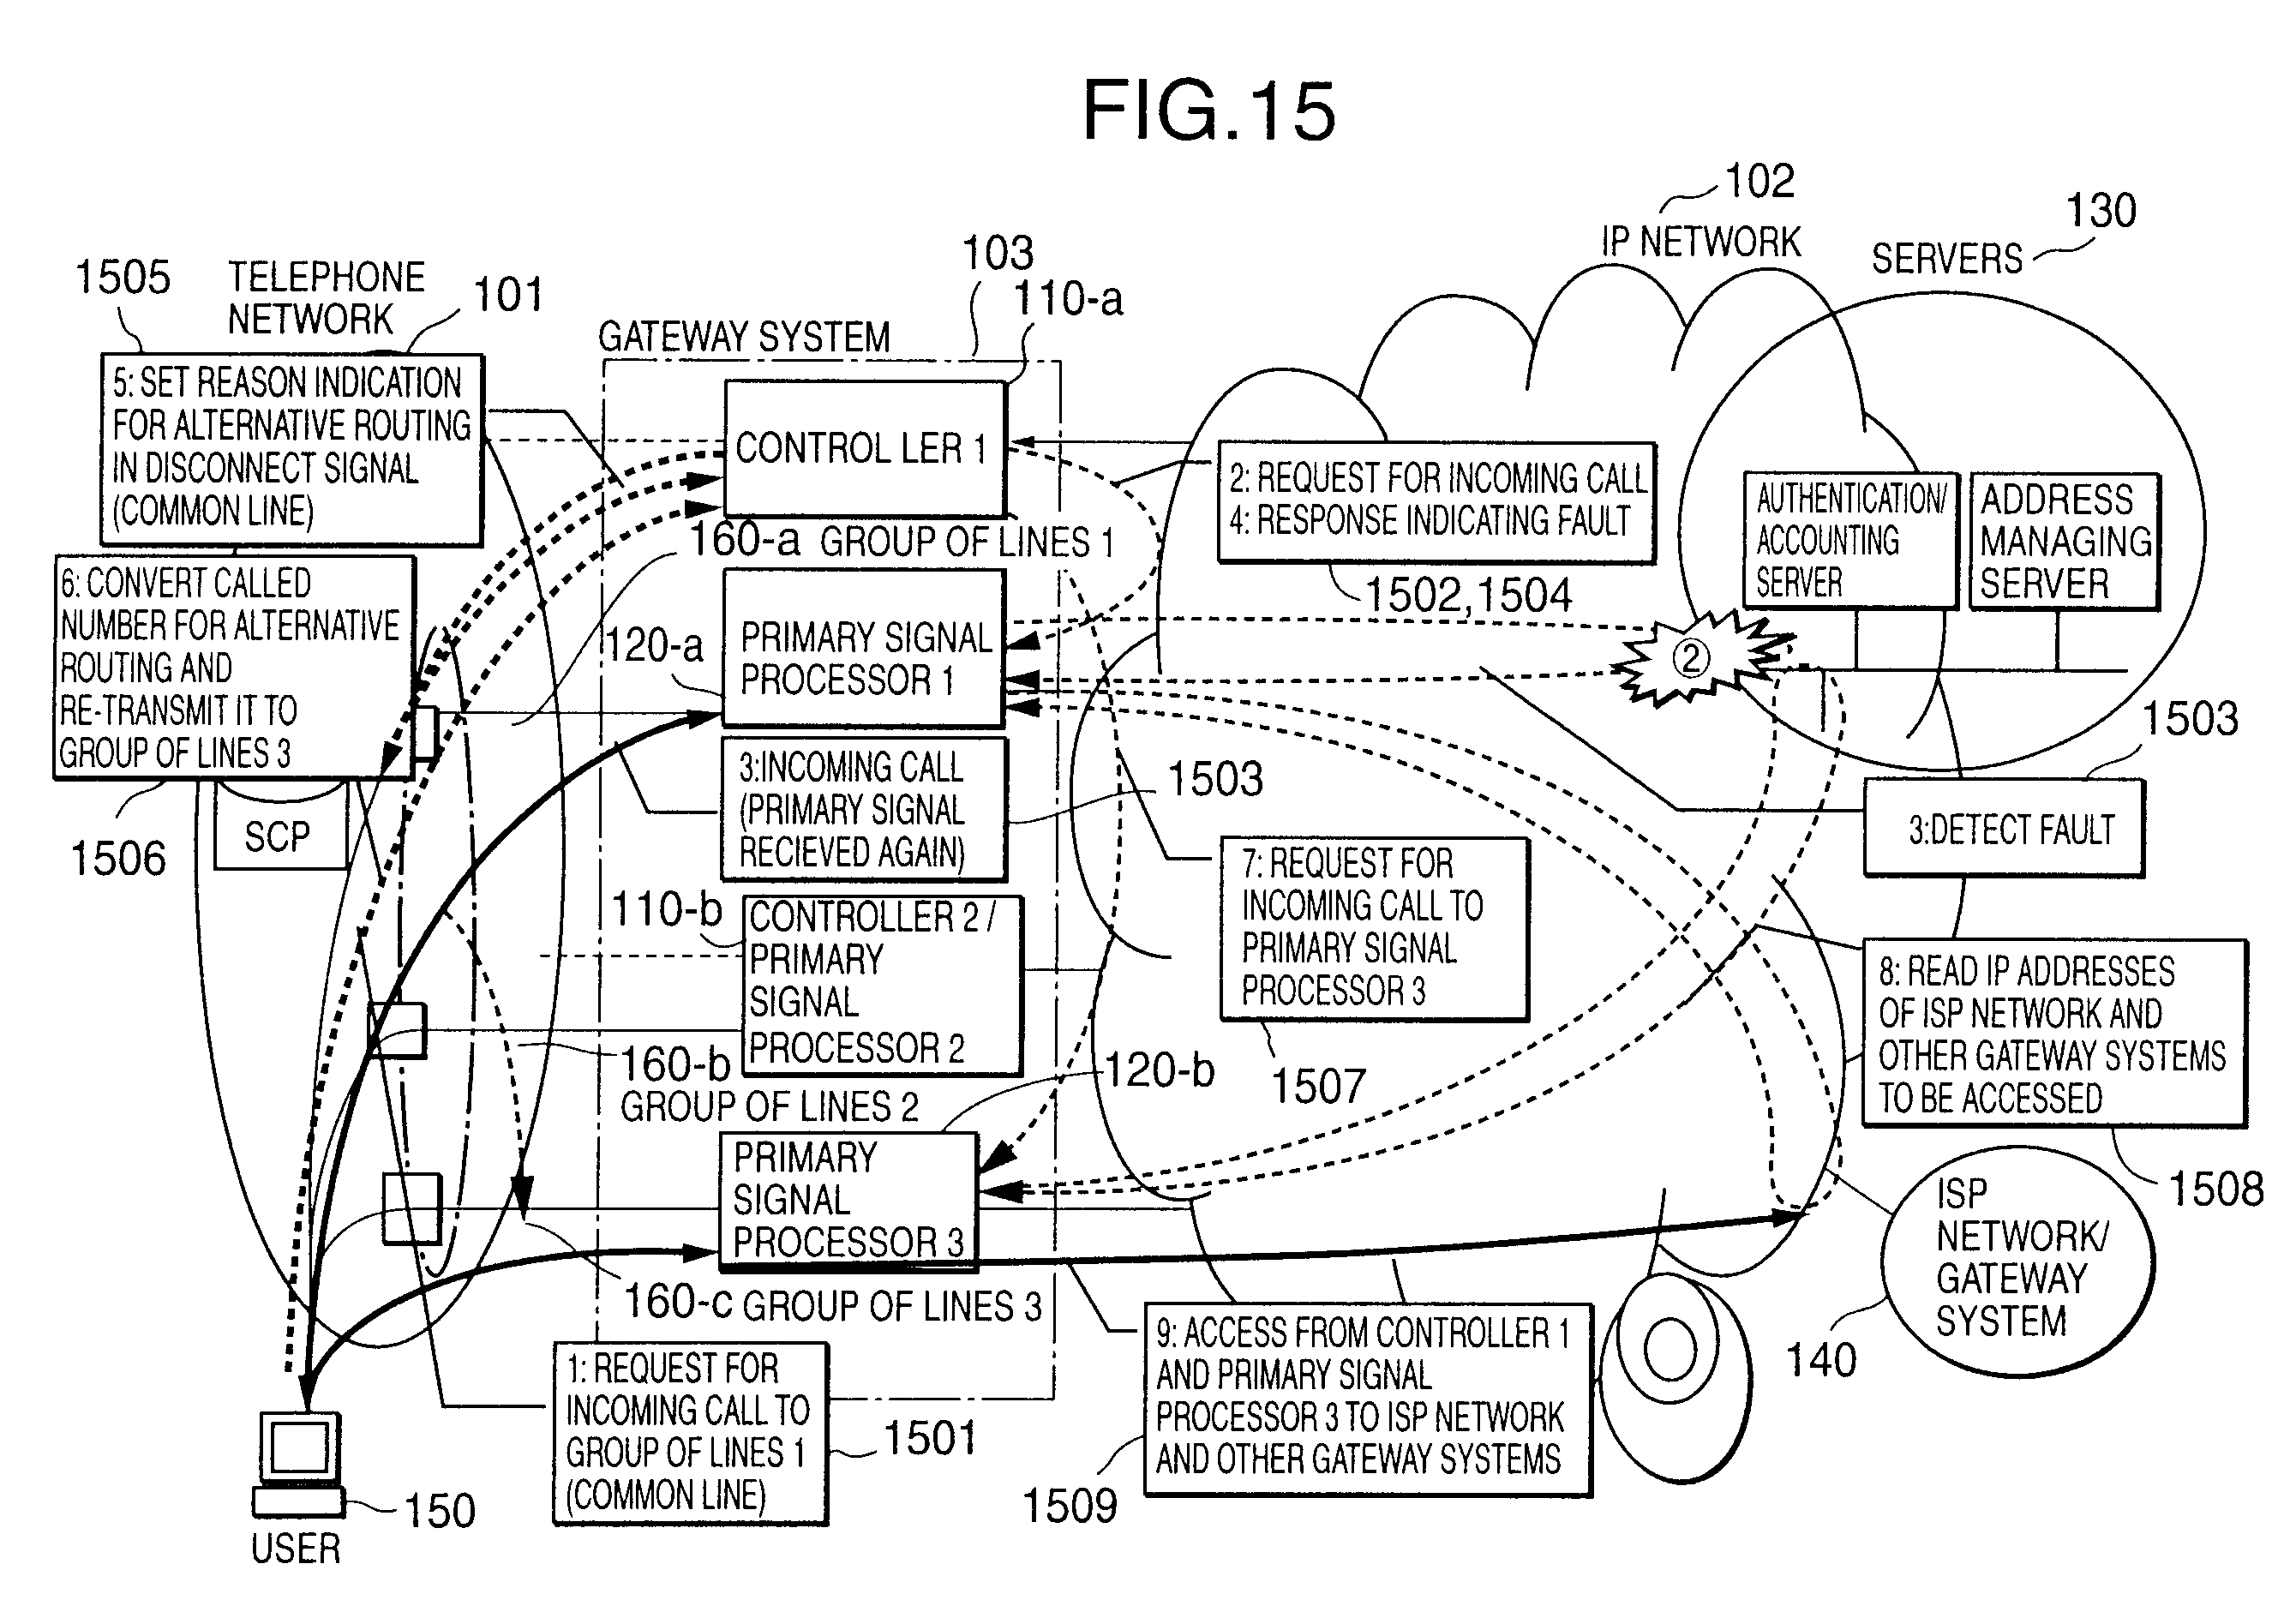 FIG.15
102
IP NETWORK
130
SERVERS
103
110-a
1505
TELEPHONE
NETWORK
101
GATEWAY SYSTEM
5: SET REASON INDICATION
FOR ALTERNATIVE ROUTING
IN DISCONNECT SIGNAL
(COMMON LINE)
CONTROLLER 1
2: REQUEST FOR INCOMING CALL
4: RESPONSE INDICATING FAULT
1502,1504
AUTHENTICATION/
ACCOUNTING
SERVER
ADDRESS
MANAGING
SERVER
160-a GROUP OF LINES 1
6: CONVERT CALLED
NUMBER FOR ALTERNATIVE
ROUTING AND
RE-TRANSMIT IT TO
GROUP OF LINES 3
1506
SCP
120-a
PRIMARY SIGNAL
PROCESSOR 1
②
1503
3:DETECT FAULT
3:INCOMING CALL
(PRIMARY SIGNAL
RECIEVED AGAIN)
1503
7: REQUEST FOR
INCOMING CALL TO
PRIMARY SIGNAL
PROCESSOR 3
1507
110-b
CONTROLLER 2 /
PRIMARY
SIGNAL
PROCESSOR 2
160-b
GROUP OF LINES 2
120-b
8: READ IP ADDRESSES
OF ISP NETWORK AND
OTHER GATEWAY SYSTEMS
TO BE ACCESSED
1508
PRIMARY
SIGNAL
PROCESSOR 3
160-c GROUP OF LINES 3
ISP
NETWORK/
GATEWAY
SYSTEM
140
1: REQUEST FOR
INCOMING CALL TO
GROUP OF LINES 1
(COMMON LINE)
1501
9: ACCESS FROM CONTROLLER 1
AND PRIMARY SIGNAL
PROCESSOR 3 TO ISP NETWORK
AND OTHER GATEWAY SYSTEMS
1509
150
USER